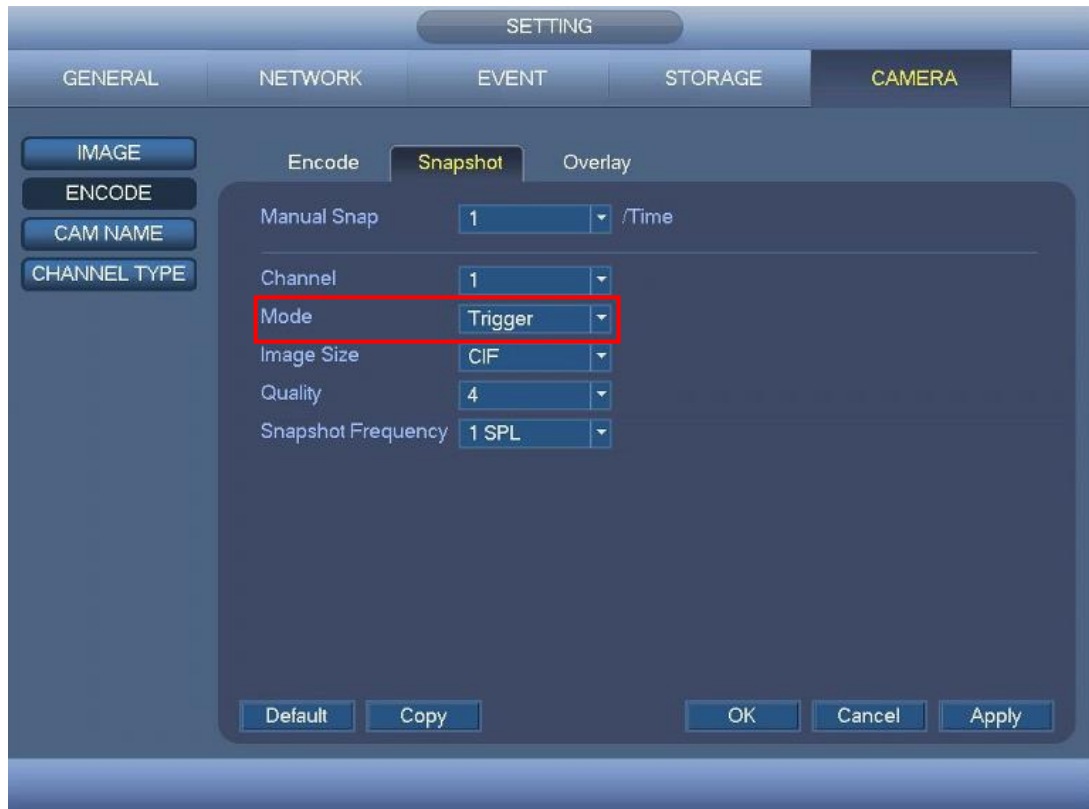 SETTING
GENERAL NETWORK EVENT STORAGE CAMERA
IMAGE
ENCODE
CAM NAME
CHANNEL TYPE
Encode Snapshot Overlay
Manual Snap 1 /Time
Channel 1
Mode Trigger
Image Size CIF
Quality 4
Snapshot Frequency 1 SPL
Default Copy OK Cancel Apply